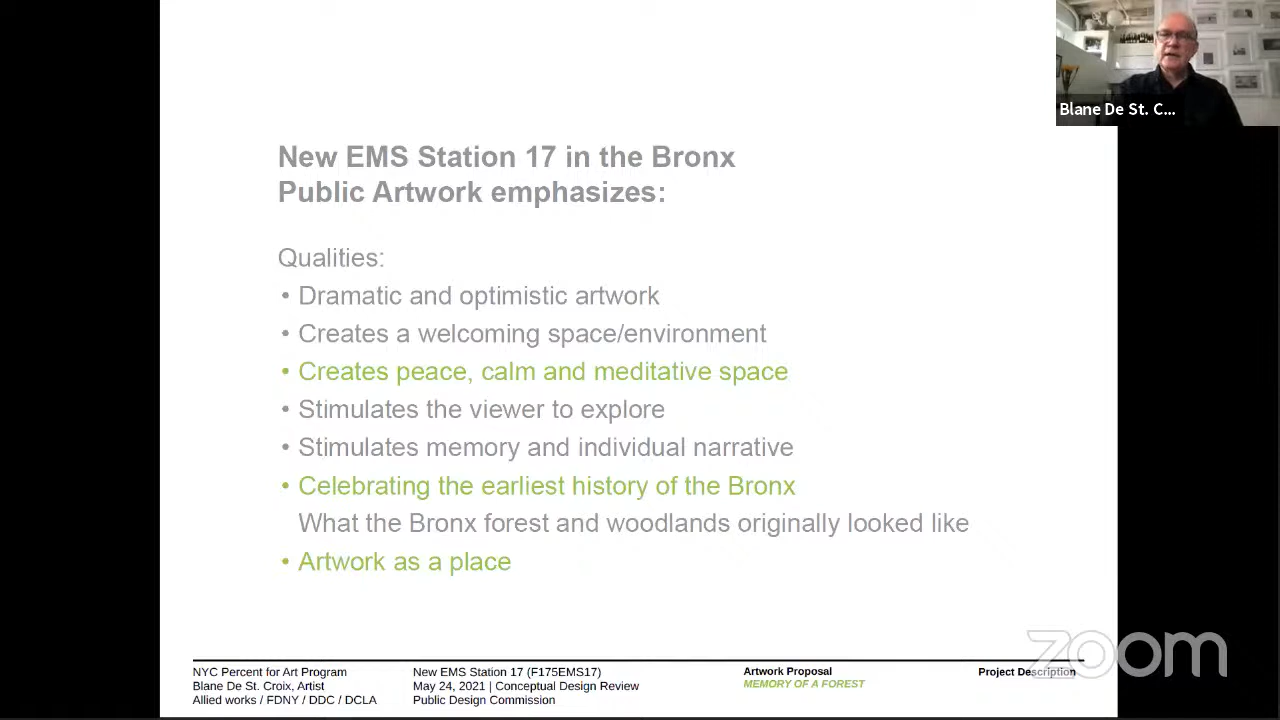 Blane De St. C...
New EMS Station 17 in the Bronx
Public Artwork emphasizes:
Qualities:
• Dramatic and optimistic artwork
• Creates a welcoming space/environment
• Creates peace, calm and meditative space
• Stimulates the viewer to explore
• Stimulates memory and individual narrative
• Celebrating the earliest history of the Bronx
What the Bronx forest and woodlands originally looked like
• Artwork as a place
NYC Percent for Art Program
Blane De St. Croix, Artist
Allied works / FDNY / DDC / DCLA
New EMS Station 17 (F175EMS17)
May 24, 2021 | Conceptual Design Review
Public Design Commission
Artwork Proposal
MEMORY OF A FOREST
Project Description
zoom